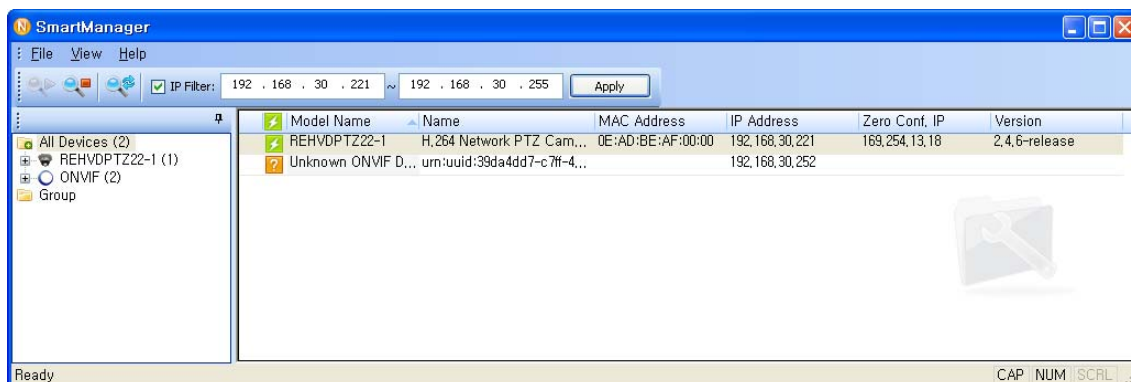 SmartManager
File View Help
IP Filter: 192 . 168 . 30 . 221 ~ 192 . 168 . 30 . 255 Apply
All Devices (2)
REHVDPTZ22-1 (1)
ONVIF (2)
Group
Model Name Name MAC Address IP Address Zero Conf, IP Version
REHVDPTZ22-1 H,264 Network PTZ Cam... 0E:AD:BE:AF:00:00 192,168,30,221 169,254,13,18 2,4,6-release
Unknown ONVIF D... urn:uuid:39da4dd7-c7ff-4... 192,168,30,252
Ready CAP NUM SCRL